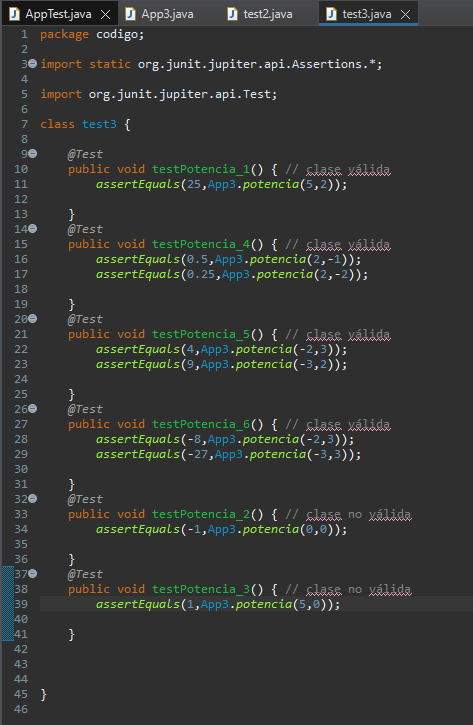 AppTest.java App3.java test2.java test3.java
1 package codigo;
2
3 import static org.junit.jupiter.api.Assertions.*;
4
5 import org.junit.jupiter.api.Test;
6
7 class test3 {
8
9 @Test
10 public void testPotencia_1() { // clase válida
11 assertEquals(25,App3.potencia(5,2));
12
13 }
14 @Test
15 public void testPotencia_4() { // clase válida
16 assertEquals(0.5,App3.potencia(2,-1));
17 assertEquals(0.25,App3.potencia(2,-2));
18
19 }
20 @Test
21 public void testPotencia_5() { // clase válida
22 assertEquals(4,App3.potencia(-2,3));
23 assertEquals(9,App3.potencia(-3,2));
24
25 }
26 @Test
27 public void testPotencia_6() { // clase válida
28 assertEquals(-8,App3.potencia(-2,3));
29 assertEquals(-27,App3.potencia(-3,3));
30
31 }
32 @Test
33 public void testPotencia_2() { // clase no válida
34 assertEquals(-1,App3.potencia(0,0));
35
36 }
37 @Test
38 public void testPotencia_3() { // clase no válida
39 assertEquals(1,App3.potencia(5,0));
40
41 }
42
43
44
45 }
46